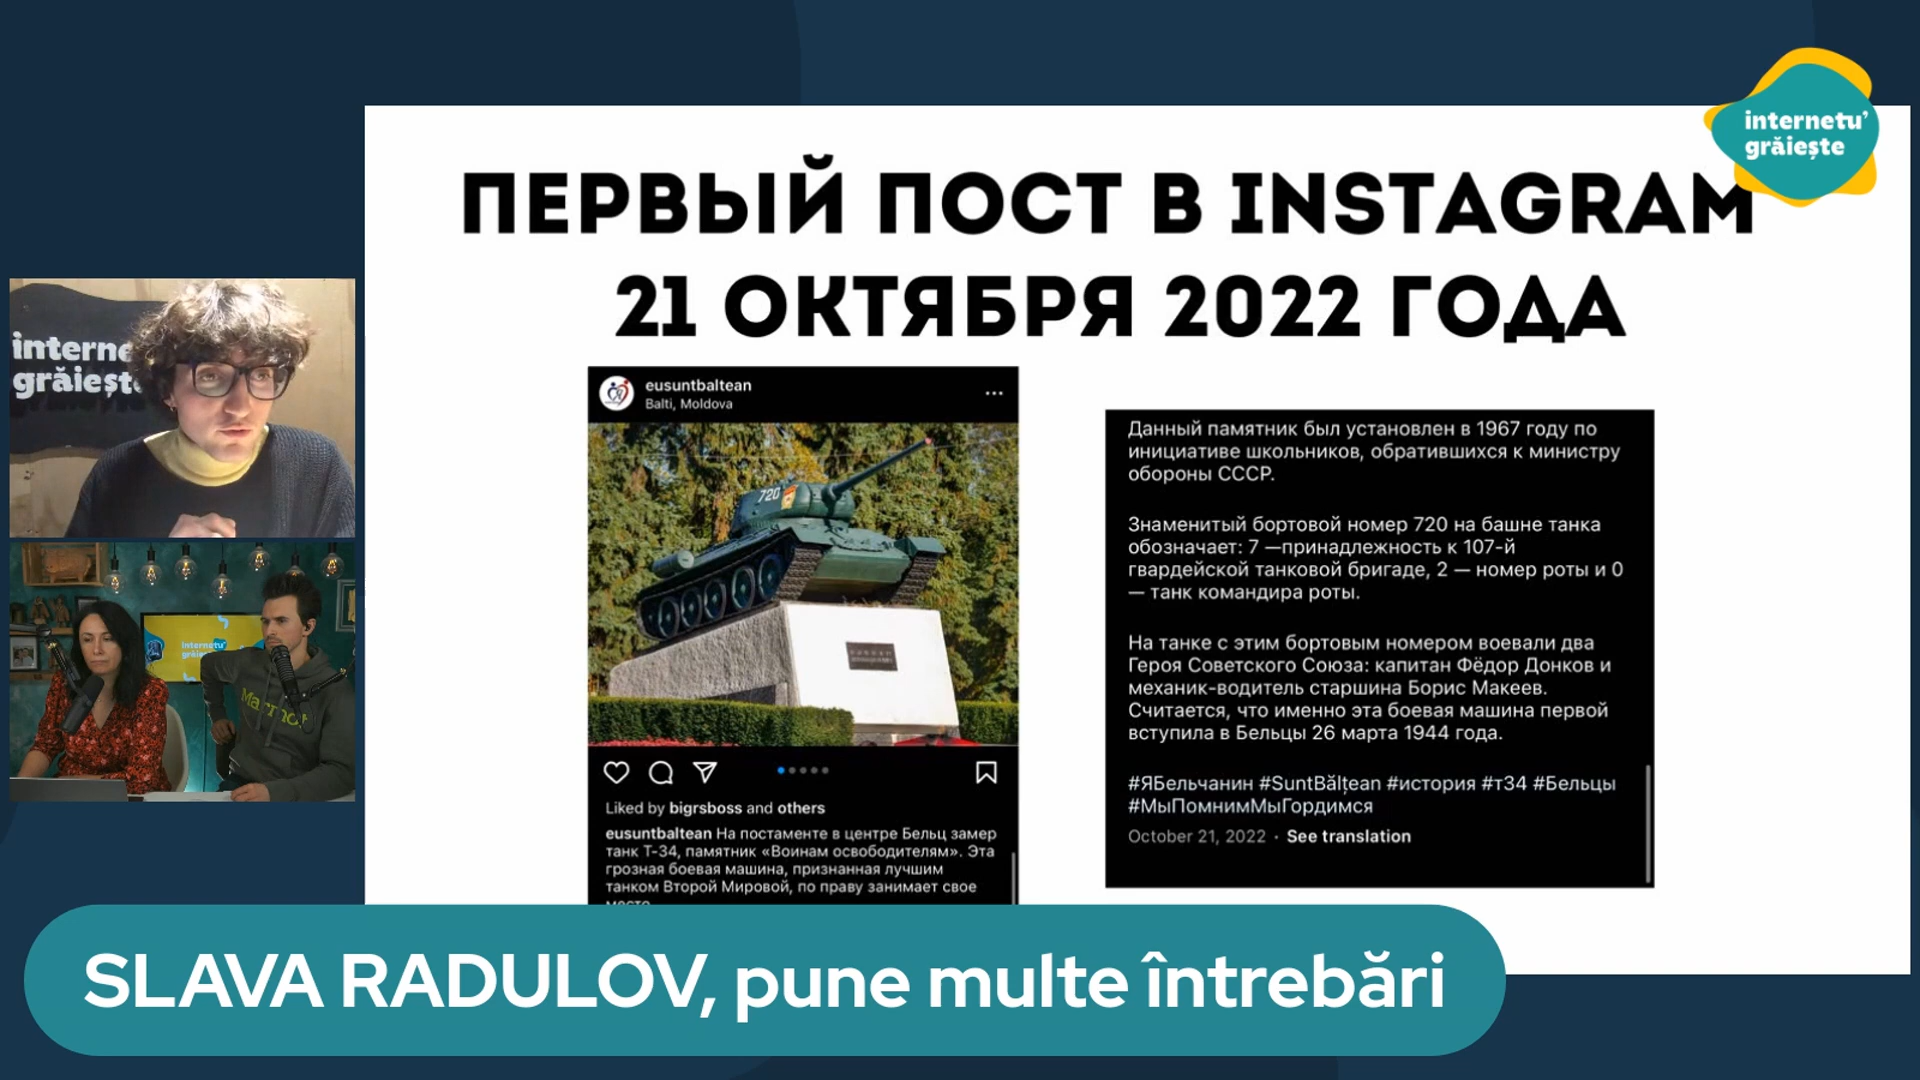 internetu'
grăiește
ПЕРВЫЙ ПОСТ В INSTAGRAM
21 ОКТЯБРЯ 2022 ГОДА
interne
grăiește
Marmot
eusuntbaltean
Balti, Moldova
720
Liked by bigrsboss and others
eusuntbaltean На постаменте в центре Бельц замер
танк Т-34, памятник «Воинам освободителям». Эта
грозная боевая машина, признанная лучшим
танком Второй Мировой, по праву занимает свое
место
Данный памятник был установлен в 1967 году по
инициативе школьников, обратившихся к министру
обороны СССР.
Знаменитый бортовой номер 720 на башне танка
обозначает: 7 —принадлежность к 107-й
гвардейской танковой бригаде, 2 — номер роты и 0
— танк командира роты.
На танке с этим бортовым номером воевали два
Героя Советского Союза: капитан Фёдор Донков и
механик-водитель старшина Борис Макеев.
Считается, что именно эта боевая машина первой
вступила в Бельцы 26 марта 1944 года.
#ЯБельчанин #SuntBălțean #история #т34 #Бельцы
#МыПомнимМыГордимся
October 21, 2022 · See translation
SLAVA RADULOV, pune multe întrebări